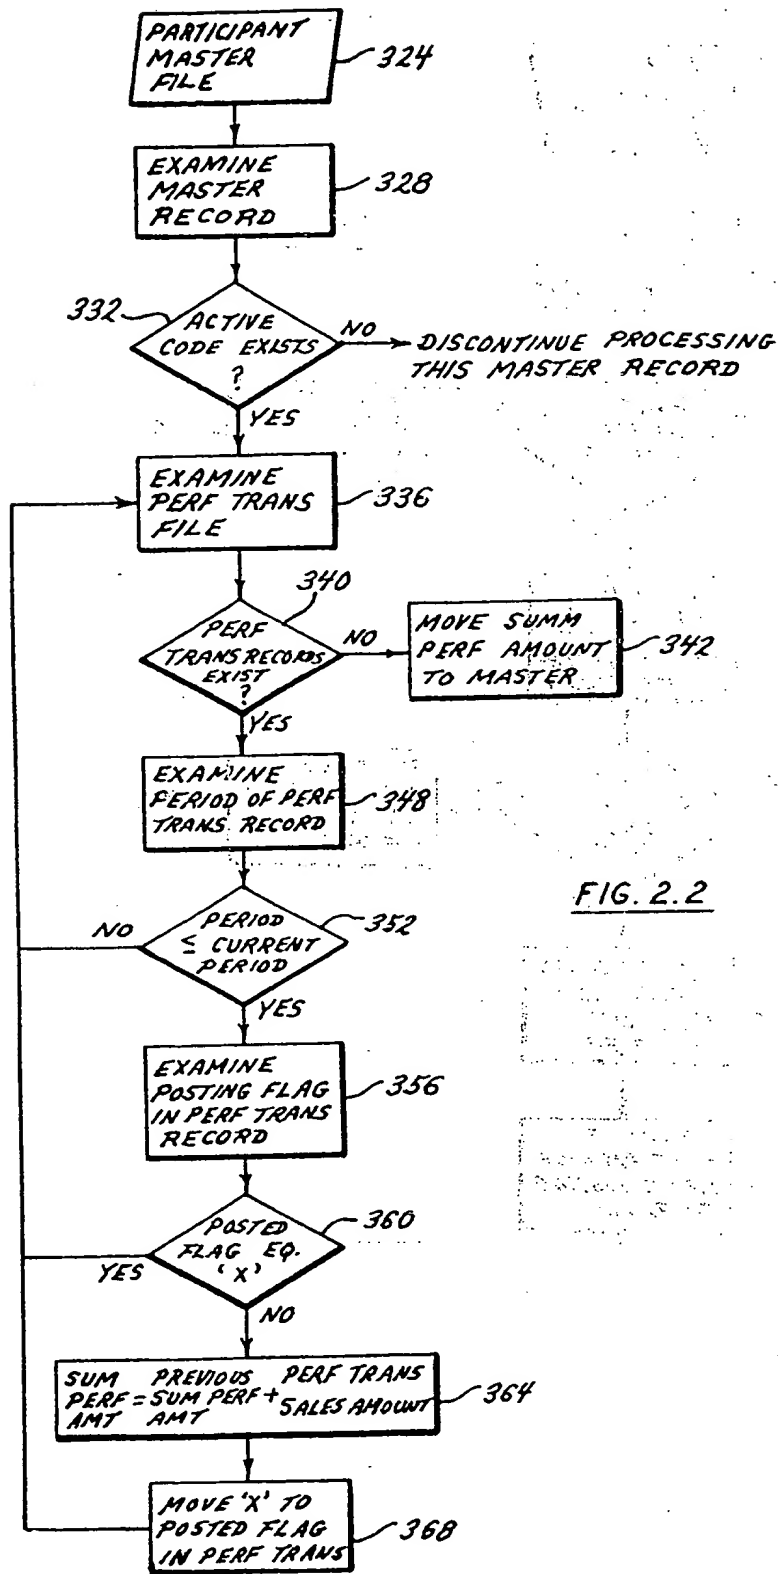 PARTICIPANT
MASTER
FILE
324
EXAMINE
MASTER
RECORD
328
332
ACTIVE
CODE EXISTS
?
NO
DISCONTINUE PROCESSING
THIS MASTER RECORD
YES
EXAMINE
PERF TRANS
FILE
336
340
PERF
TRANS RECORDS
EXIST
?
NO
MOVE SUMM
PERF AMOUNT
TO MASTER
342
YES
EXAMINE
PERIOD OF PERF
TRANS RECORD
348
FIG. 2.2
NO
PERIOD
≤ CURRENT
PERIOD
352
YES
EXAMINE
POSTING FLAG
IN PERF TRANS
RECORD
356
POSTED
FLAG EQ.
'X'
360
YES
NO
SUM PREVIOUS PERF TRANS
PERF = SUM PERF + SALES AMOUNT
AMT AMT
364
MOVE 'X' TO
POSTED FLAG
IN PERF TRANS
368